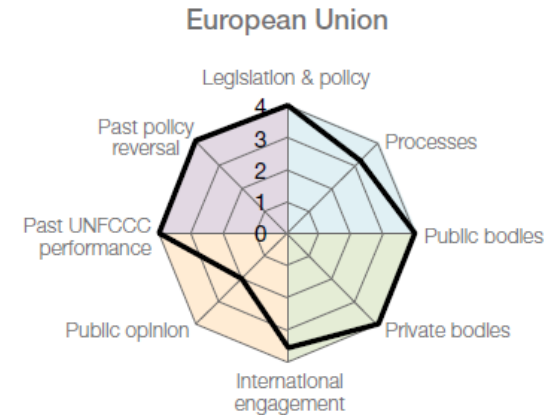 European Union
Legislation & policy
4
Past policy
reversal
3
Processes
2
1
Past UNFCCC
performance
0
Public bodies
Public opinion
Private bodies
International
engagement